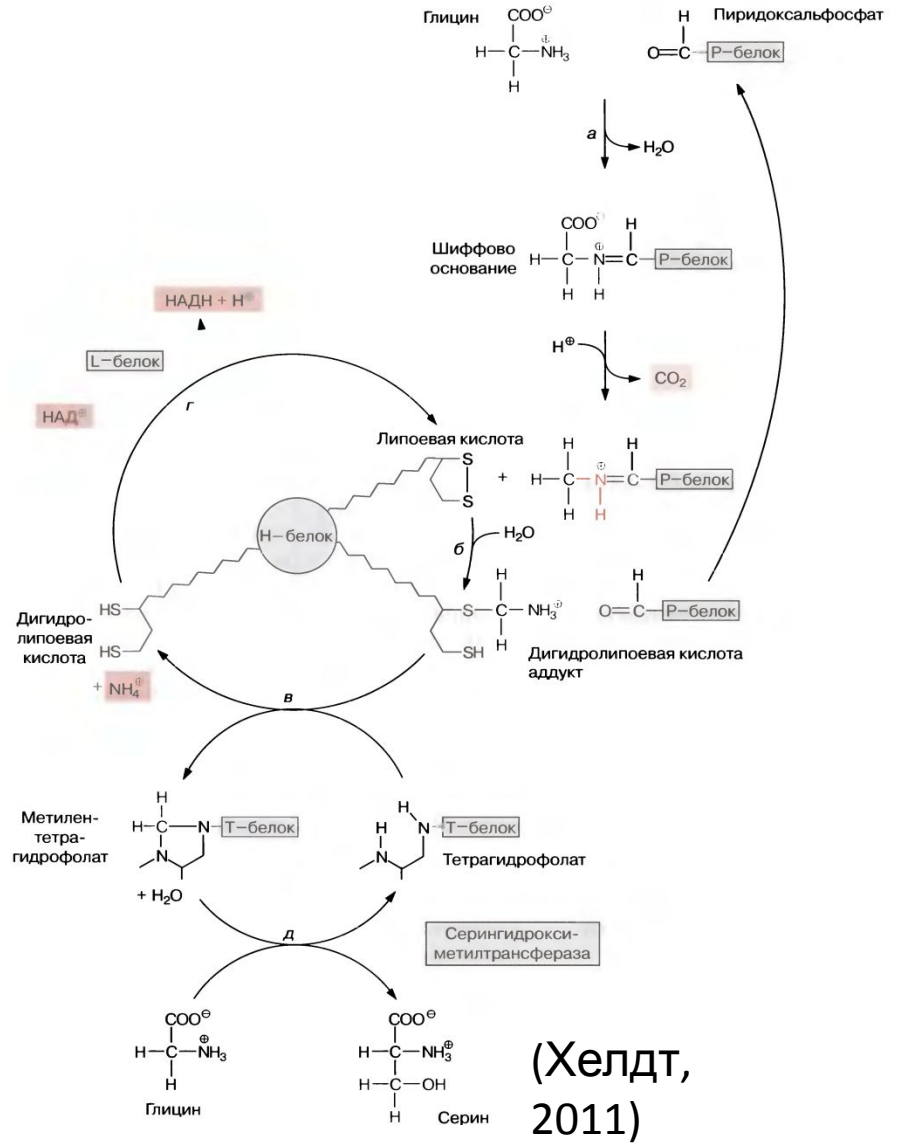 Глицин
COO⊖
H–C–NH₃⊕
H
Пиридоксальфосфат
H
O=C–P–белок
а
H₂O
Шиффово
основание
COO⊖
H
H–C–N⊕=C–P–белок
H H
H⊕
CO₂
НАДН + H⊕
L–белок
НАД⊕
г
Липоевая кислота
S
S
+
H H
H–C–N⊕=C–P–белок
H H
H–белок
б
H₂O
HS
HS
Дигидро-
липоевая
кислота
+ NH₄⊕
H
S–C–NH₃⊕
H
SH
H
O=C–P–белок
Дигидролипоевая кислота
аддукт
в
Метилен-
тетра-
гидрофолат
H
H–C N–T–белок
N
+ H₂O
H
H N–T–белок
N
Тетрагидрофолат
д
Серингидрокси-
метилтрансфераза
COO⊖
H–C–NH₃⊕
H
Глицин
COO⊖
H–C–NH₃⊕
H–C–OH
H
Серин
(Хелдт,
2011)